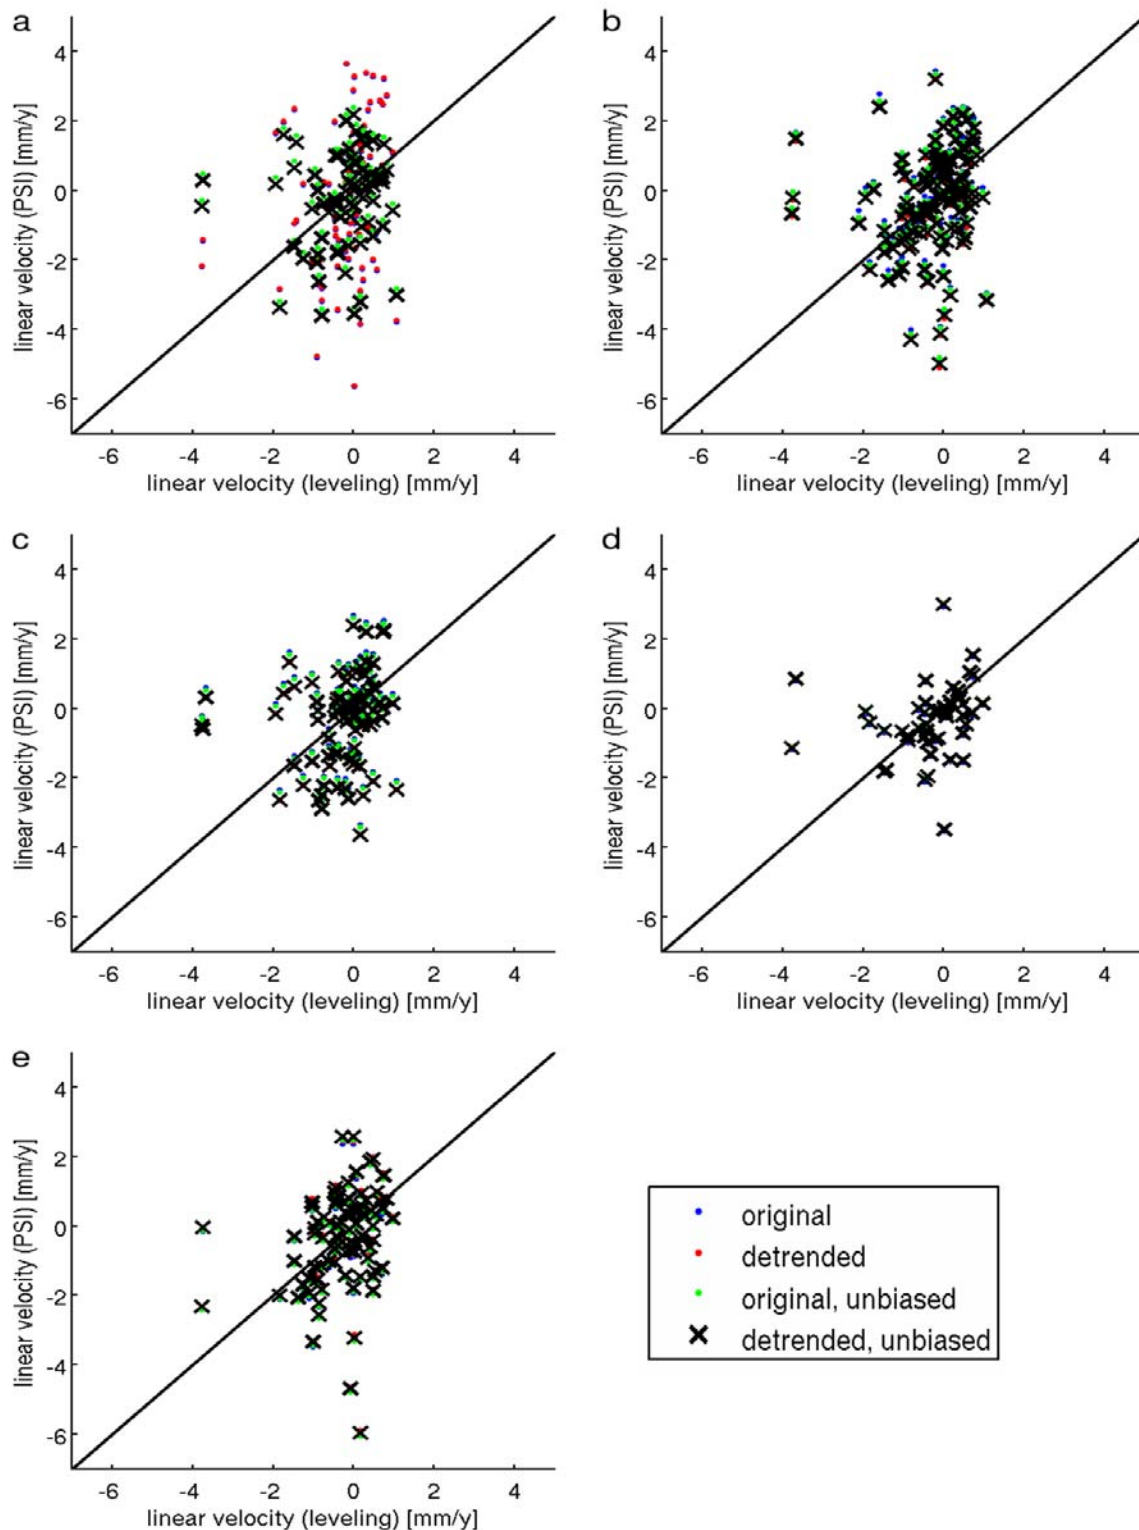 a
b
4
2
0
-2
-4
-6
linear velocity (PSI) [mm/y]
-6 -4 -2 0 2 4
linear velocity (leveling) [mm/y]
4
2
0
-2
-4
-6
linear velocity (PSI) [mm/y]
-6 -4 -2 0 2 4
linear velocity (leveling) [mm/y]
c
d
4
2
0
-2
-4
-6
linear velocity (PSI) [mm/y]
-6 -4 -2 0 2 4
linear velocity (leveling) [mm/y]
4
2
0
-2
-4
-6
linear velocity (PSI) [mm/y]
-6 -4 -2 0 2 4
linear velocity (leveling) [mm/y]
e
4
2
0
-2
-4
-6
linear velocity (PSI) [mm/y]
-6 -4 -2 0 2 4
linear velocity (leveling) [mm/y]
original
detrended
original, unbiased
detrended, unbiased